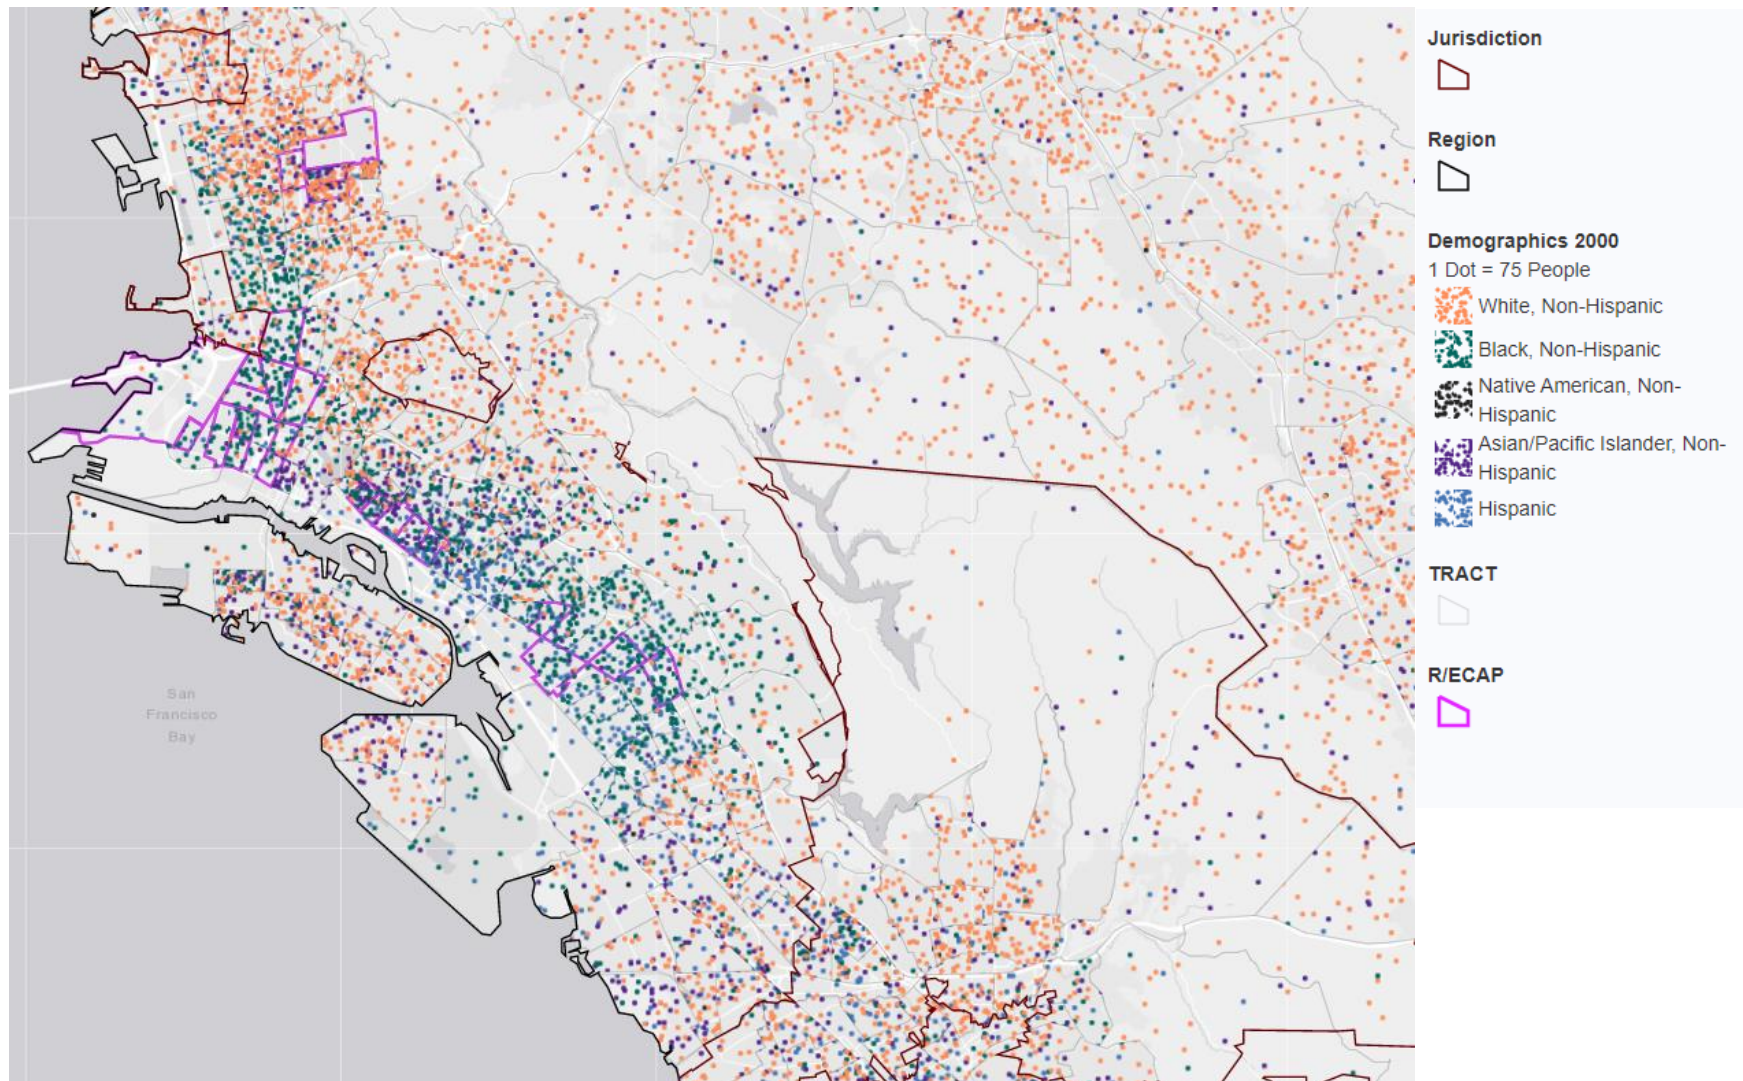 Jurisdiction
Region
Demographics 2000
1 Dot = 75 People
White, Non-Hispanic
Black, Non-Hispanic
Native American, Non-
Hispanic
Asian/Pacific Islander, Non-
Hispanic
Hispanic
TRACT
R/ECAP
San
Francisco
Bay